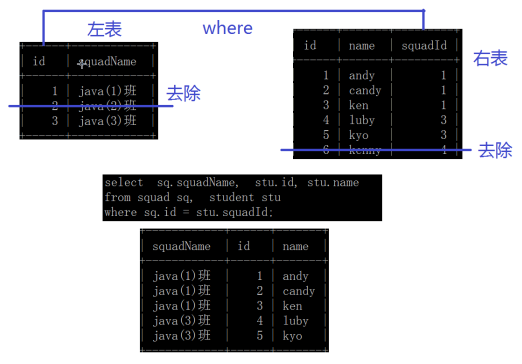 左表
where
id squadName
1 java(1)班
2 java(2)班
3 java(3)班
去除
id name squadId
1 andy 1
2 candy 1
3 ken 1
4 luby 3
5 kyo 3
6 kenny 4
右表
去除
select sq.squadName, stu.id, stu.name
from squad sq, student stu
where sq.id = stu.squadId;
squadName id name
java(1)班 1 andy
java(1)班 2 candy
java(1)班 3 ken
java(3)班 4 luby
java(3)班 5 kyo